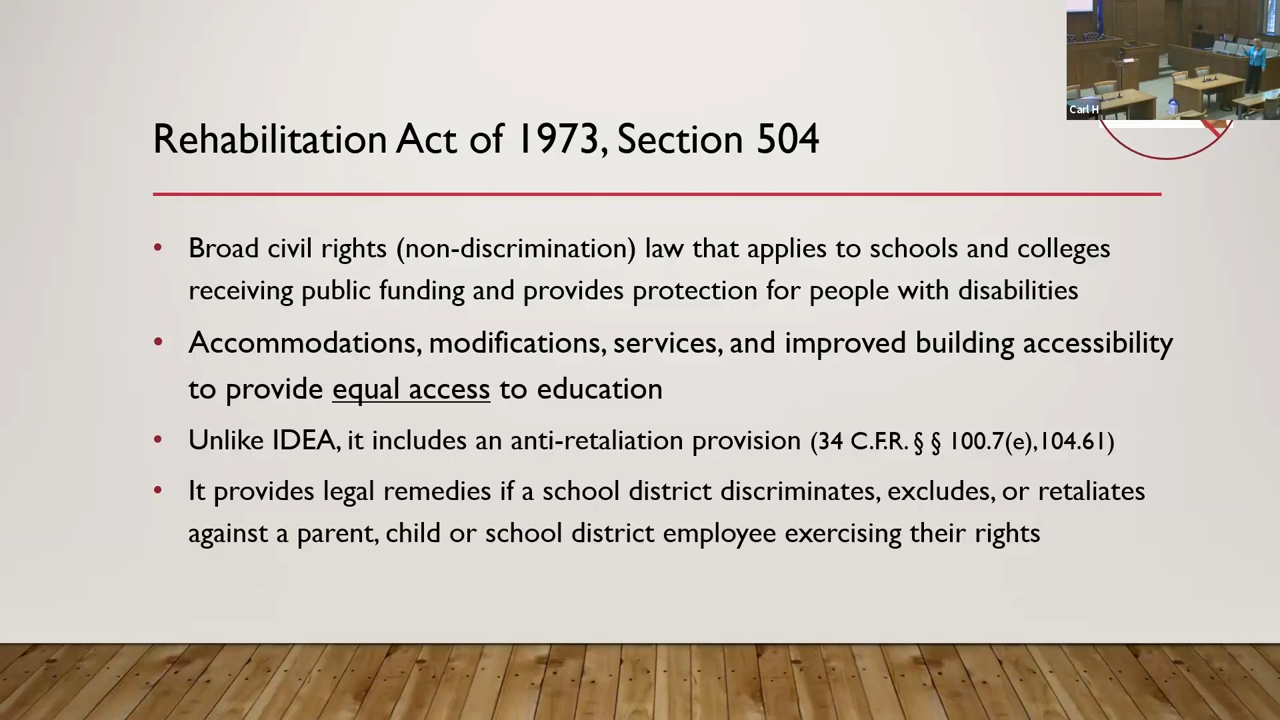 Carl H
Rehabilitation Act of 1973, Section 504
• Broad civil rights (non-discrimination) law that applies to schools and colleges
receiving public funding and provides protection for people with disabilities
• Accommodations, modifications, services, and improved building accessibility
to provide equal access to education
• Unlike IDEA, it includes an anti-retaliation provision (34 C.F.R. § § 100.7(e),104.61)
• It provides legal remedies if a school district discriminates, excludes, or retaliates
against a parent, child or school district employee exercising their rights